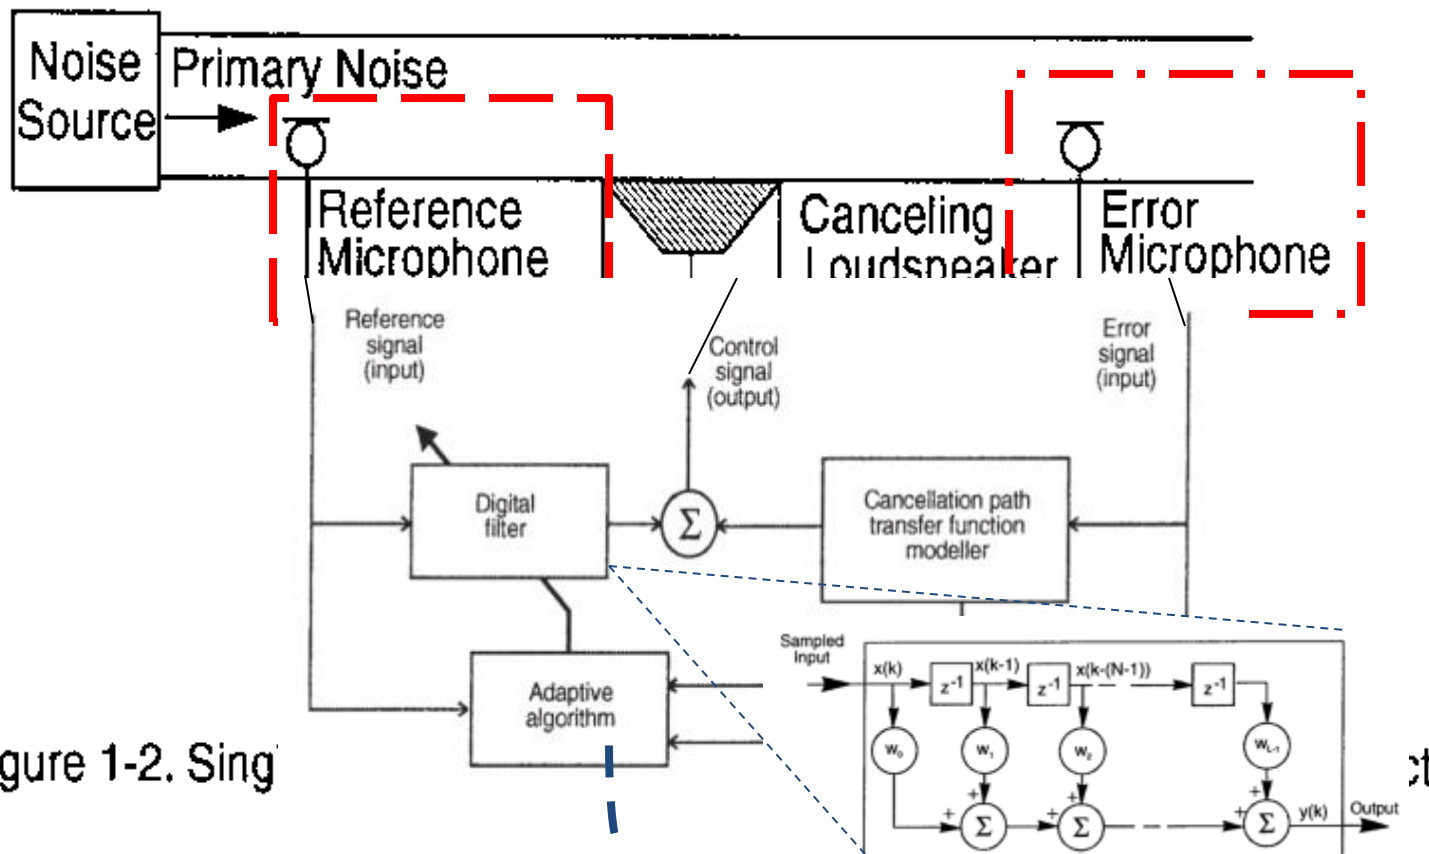 Noise
Source
Primary Noise
Reference
Microphone
Canceling
Loudspeaker
Error
Microphone
Reference
signal
(input)
Control
signal
(output)
Error
signal
(input)
Digital
filter
Σ
Cancellation path
transfer function
modeller
Adaptive
algorithm
Sampled
Input
x(k)
z⁻¹
x(k-1)
z⁻¹
x(k-(N-1))
z⁻¹
w₀
w₁
w₂
w_L-1
+
+
+
+
+
+
Σ
Σ
Σ
y(k)
Output
gure 1-2. Sing
ct